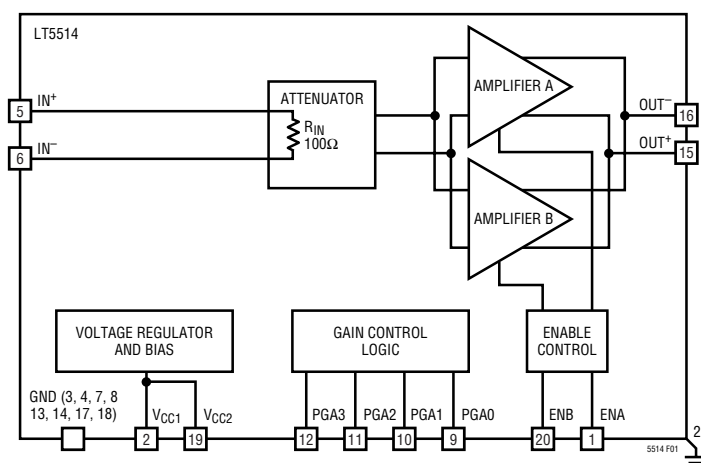 LT5514
5
IN+
6
IN−
ATTENUATOR
RIN
100Ω
AMPLIFIER A
AMPLIFIER B
OUT−
16
OUT+
15
VOLTAGE REGULATOR
AND BIAS
GAIN CONTROL
LOGIC
ENABLE
CONTROL
GND (3, 4, 7, 8
13, 14, 17, 18)
VCC1
VCC2
PGA3
PGA2
PGA1
PGA0
ENB
ENA
2
19
12
11
10
9
20
1
2
5514 F01